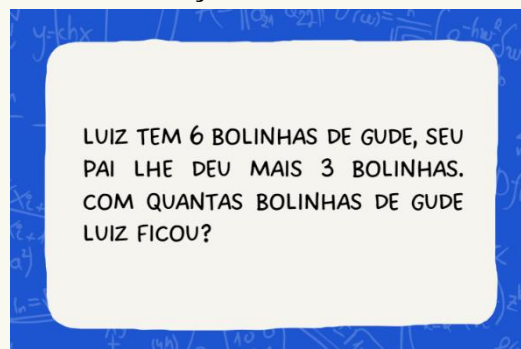 LUIZ TEM 6 BOLINHAS DE GUDE, SEU
PAI LHE DEU MAIS 3 BOLINHAS.
COM QUANTAS BOLINHAS DE GUDE
LUIZ FICOU?